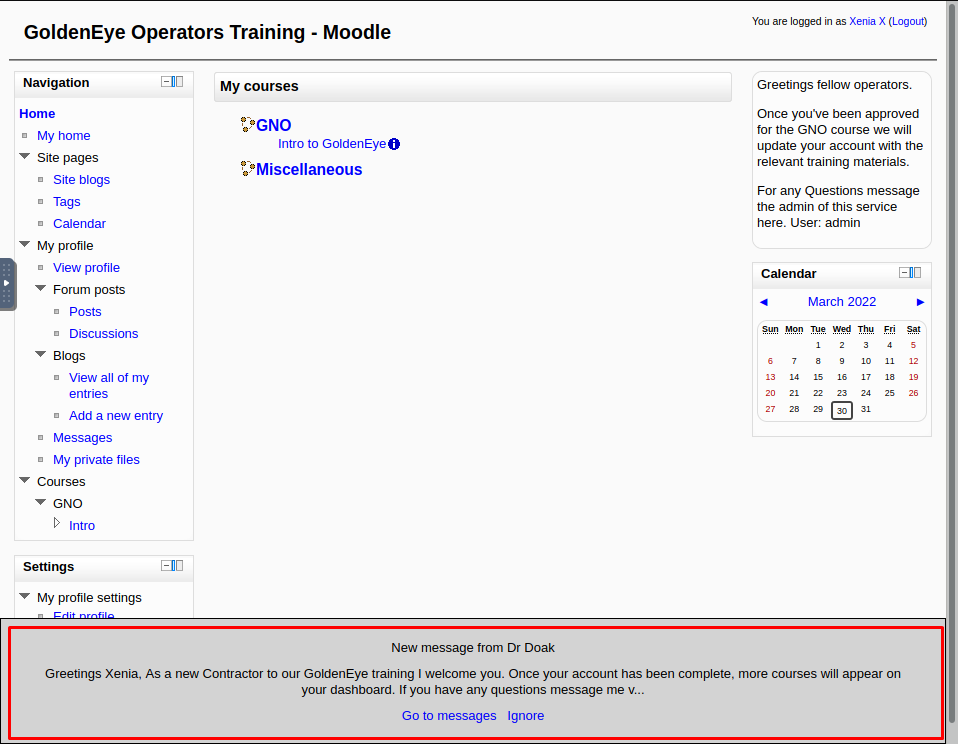 GoldenEye Operators Training - Moodle
You are logged in as Xenia X (Logout)
Navigation
Home
My home
Site pages
Site blogs
Tags
Calendar
My profile
View profile
Forum posts
Posts
Discussions
Blogs
View all of my
entries
Add a new entry
Messages
My private files
Courses
GNO
Intro
Settings
My profile settings
Edit profile
My courses
GNO
Intro to GoldenEye
Miscellaneous
Greetings fellow operators.
Once you've been approved
for the GNO course we will
update your account with the
relevant training materials.
For any Questions message
the admin of this service
here. User: admin
Calendar
◄ March 2022 ►
Sun Mon Tue Wed Thu Fri Sat
1 2 3 4 5
6 7 8 9 10 11 12
13 14 15 16 17 18 19
20 21 22 23 24 25 26
27 28 29 30 31
New message from Dr Doak
Greetings Xenia, As a new Contractor to our GoldenEye training I welcome you. Once your account has been complete, more courses will appear on
your dashboard. If you have any questions message me v...
Go to messages Ignore